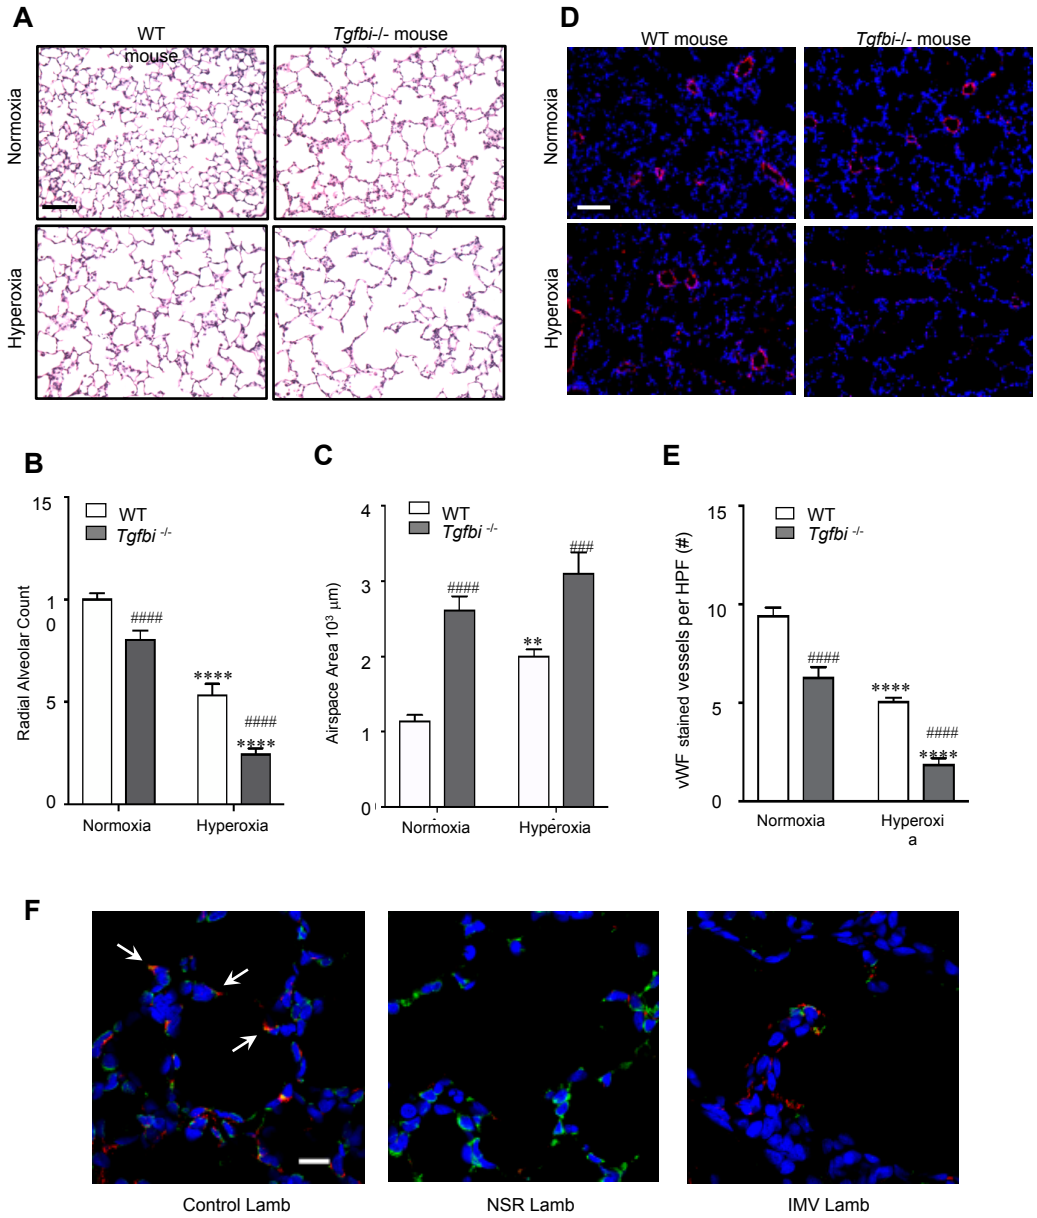 A
WT
mouse
Tgfbi-/- mouse
Normoxia
Hyperoxia
D
WT mouse
Tgfbi-/- mouse
Normoxia
Hyperoxia
B
15
1
0
5
0
Radial Alveolar Count
WT
Tgfbi -/-
####
****
####
****
Normoxia
Hyperoxia
C
4
3
2
1
0
Airspace Area 10³ μm)
WT
Tgfbi -/-
####
**
###
Normoxia
Hyperoxia
E
15
10
5
0
vWF stained vessels per HPF (#)
WT
Tgfbi -/-
####
****
####
****
Normoxia
Hyperoxi
a
F
Control Lamb
NSR Lamb
IMV Lamb